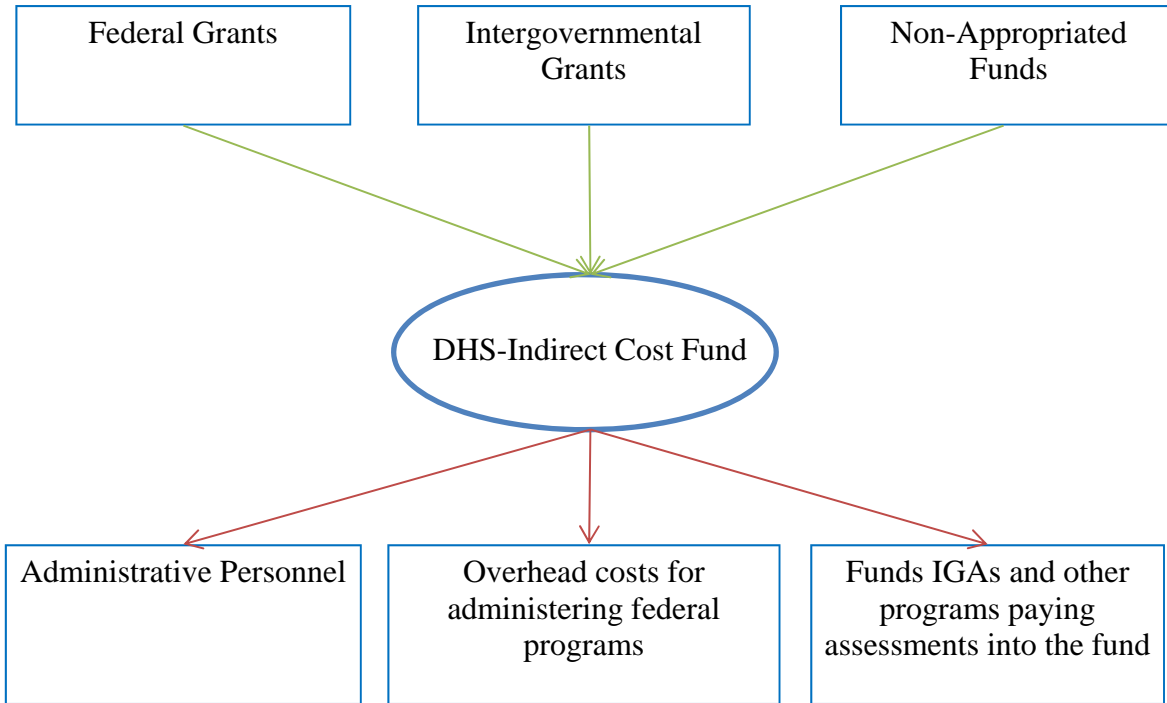 Federal Grants
Intergovernmental
Grants
Non-Appropriated
Funds
DHS-Indirect Cost Fund
Administrative Personnel
Overhead costs for
administering federal
programs
Funds IGAs and other
programs paying
assessments into the fund